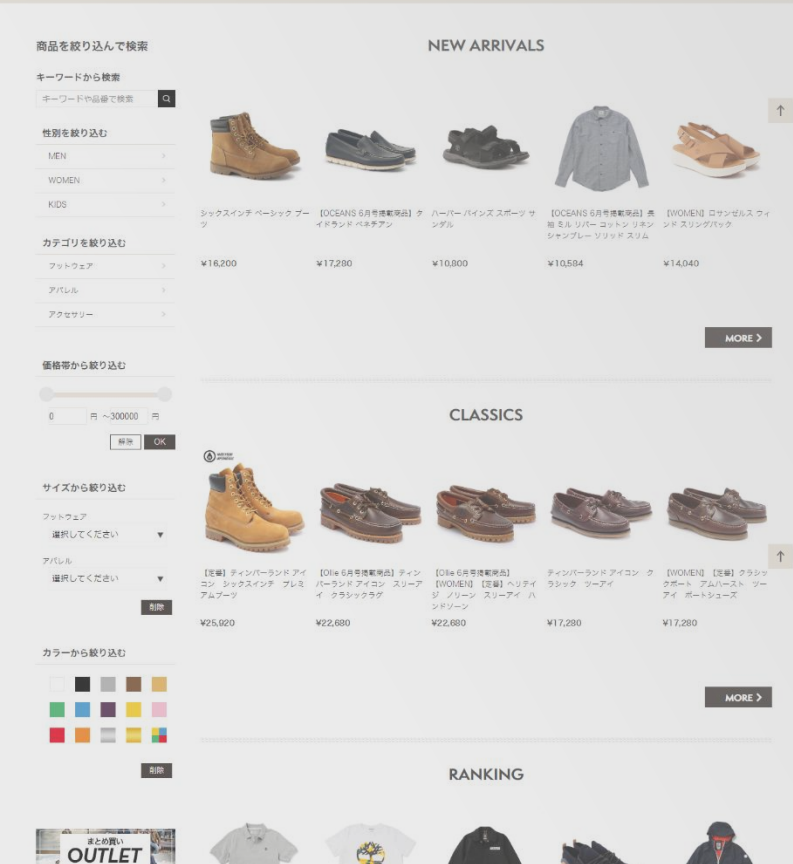 商品を絞り込んで検索
キーワードから検索
キーワードや品番で検索
性別を絞り込む
MEN
WOMEN
KIDS
カテゴリを絞り込む
フットウェア
アパレル
アクセサリー
価格帯から絞り込む
0 円 ～300000 円
解除 OK
サイズから絞り込む
フットウェア
選択してください ▼
アパレル
選択してください ▼
削除
カラーから絞り込む
削除
まとめ買い
OUTLET
NEW ARRIVALS
シックスインチ ベーシック ブー
ツ
¥16,200
【OCEANS 6月号掲載商品】タ
イドランド ベネチアン
¥17,280
ハーパー パインズ スポーツ サ
ンダル
¥10,800
【OCEANS 6月号掲載商品】長
袖 ミル リバー コットン リネン
シャンブレー ソリッド スリム
¥10,584
【WOMEN】ロサンゼルス ウィ
ンド スリングバック
¥14,040
MORE
CLASSICS
【定番】ティンバーランド アイ
コン シックスインチ プレミ
アムブーツ
¥25,920
【Ollie 6月号掲載商品】ティン
バーランド アイコン スリーア
イ クラシックラグ
¥22,680
【Ollie 6月号掲載商品】
【WOMEN】【定番】ヘリテイ
ジ ノリーン スリーアイ ハ
ンドソーン
¥22,680
ティンバーランド アイコン ク
ラシック ツーアイ
¥17,280
【WOMEN】【定番】クラシッ
クボート アムハースト ツー
アイ ボートシューズ
¥17,280
MORE
RANKING